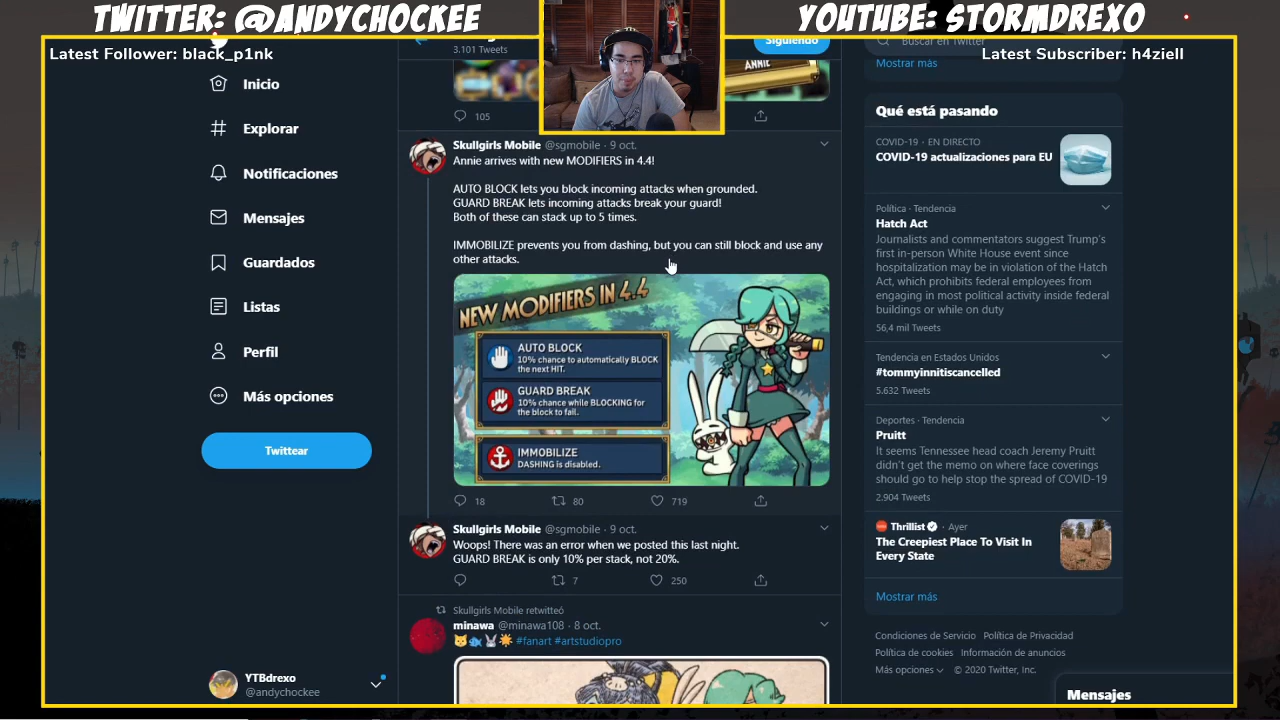 TWITTER: @ANDYCHOCKEE
YOUTUBE: STORMDREXO
Latest Follower: black_p1nk
Latest Subscriber: h4ziell
3.101 Tweets
Siguiendo
Buscar en Twitter
Inicio
Explorar
Notificaciones
Mensajes
Guardados
Listas
Perfil
Más opciones
Twittear
YTBdrexo
@andychockee
ANNIE
105
Skullgirls Mobile @sgmobile · 9 oct.
Annie arrives with new MODIFIERS in 4.4!
AUTO BLOCK lets you block incoming attacks when grounded.
GUARD BREAK lets incoming attacks break your guard!
Both of these can stack up to 5 times.
IMMOBILIZE prevents you from dashing, but you can still block and use any
other attacks.
NEW MODIFIERS IN 4.4
AUTO BLOCK
10% chance to automatically BLOCK
the next HIT.
GUARD BREAK
10% chance while BLOCKING for
the block to fail.
IMMOBILIZE
DASHING is disabled.
18 80 719
Skullgirls Mobile @sgmobile · 9 oct.
Woops! There was an error when we posted this last night.
GUARD BREAK is only 10% per stack, not 20%.
7 250
Skullgirls Mobile retwitteó
minawa @minawa108 · 8 oct.
🐱🐟🐰☀️ #fanart #artstudiopro
Mostrar más
Qué está pasando
COVID-19 · EN DIRECTO
COVID-19 actualizaciones para EU
Política · Tendencia
Hatch Act
Journalists and commentators suggest Trump's
first in-person White House event since
hospitalization may be in violation of the Hatch
Act, which prohibits federal employees from
engaging in most political activity inside federal
buildings or while on duty
56,4 mil Tweets
Tendencia en Estados Unidos
#tommyinnitiscancelled
5.632 Tweets
Deportes · Tendencia
Pruitt
It seems Tennessee head coach Jeremy Pruitt
didn't get the memo on where face coverings
should go to help stop the spread of COVID-19
2.904 Tweets
Thrillist · Ayer
The Creepiest Place To Visit In
Every State
Mostrar más
Condiciones de Servicio Política de Privacidad
Política de cookies Información de anuncios
Más opciones © 2020 Twitter, Inc.
Mensajes